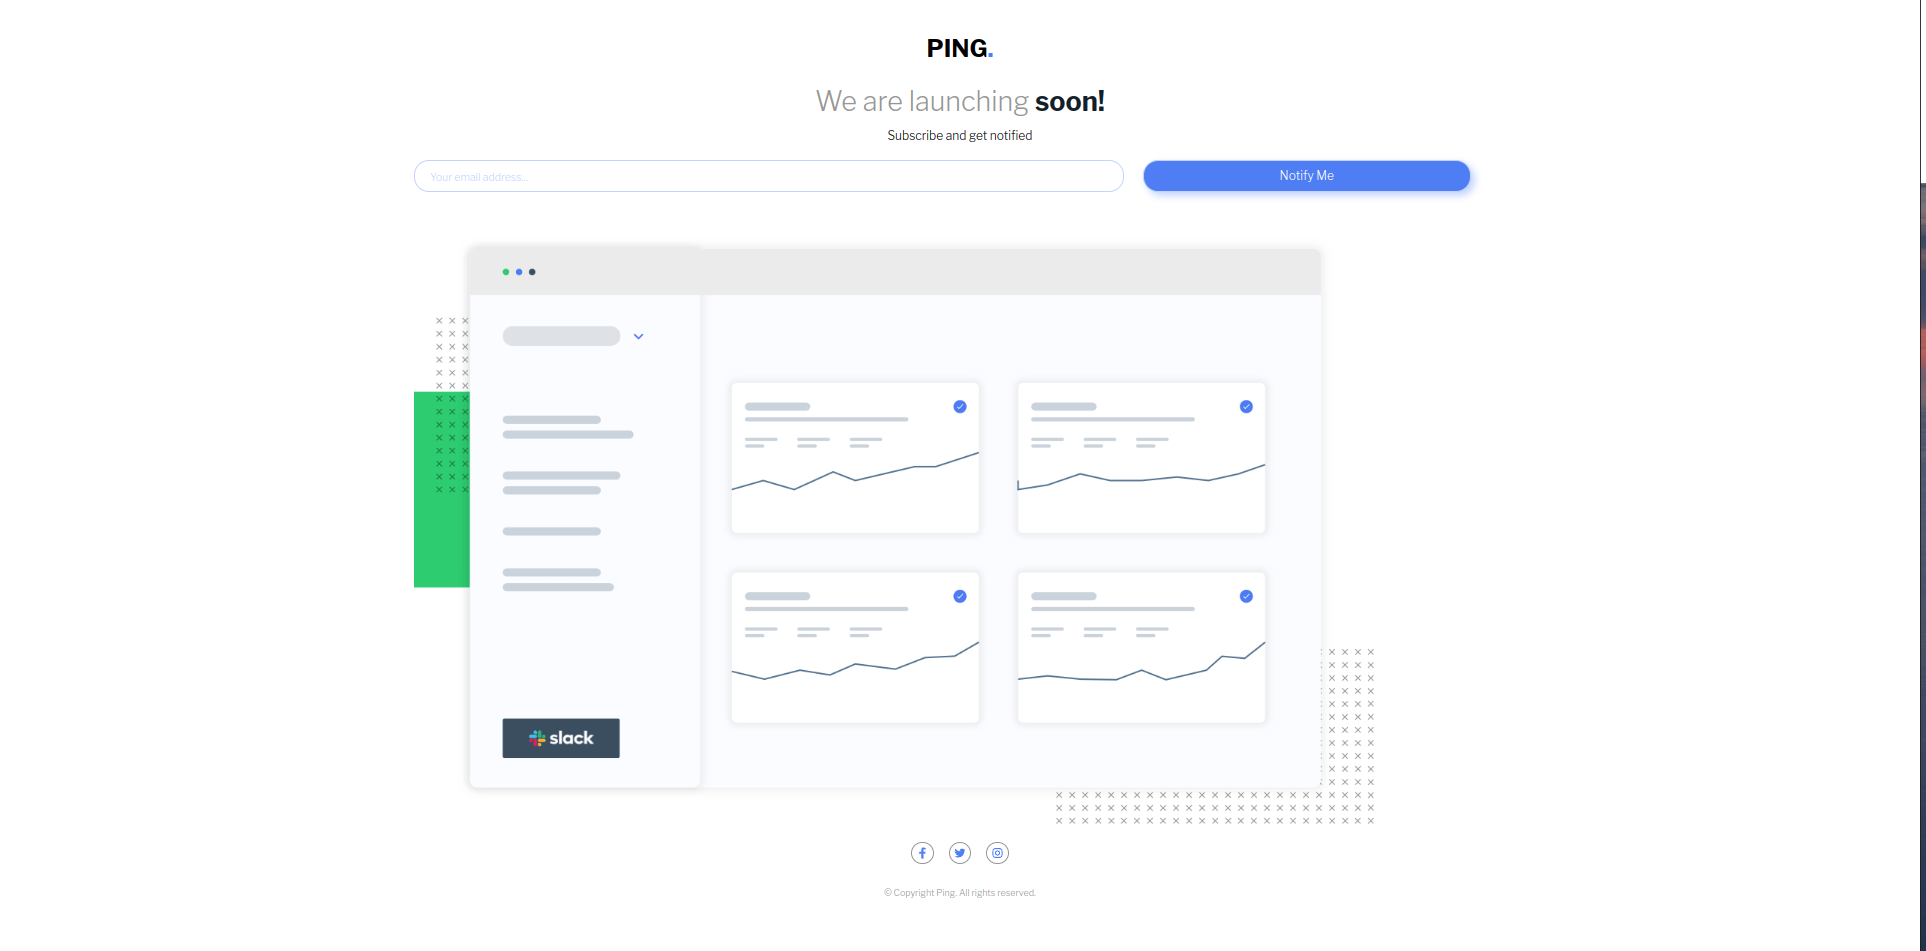 PING.
We are launching soon!
Subscribe and get notified
Your email address...
Notify Me
slack
© Copyright Ping. All rights reserved.